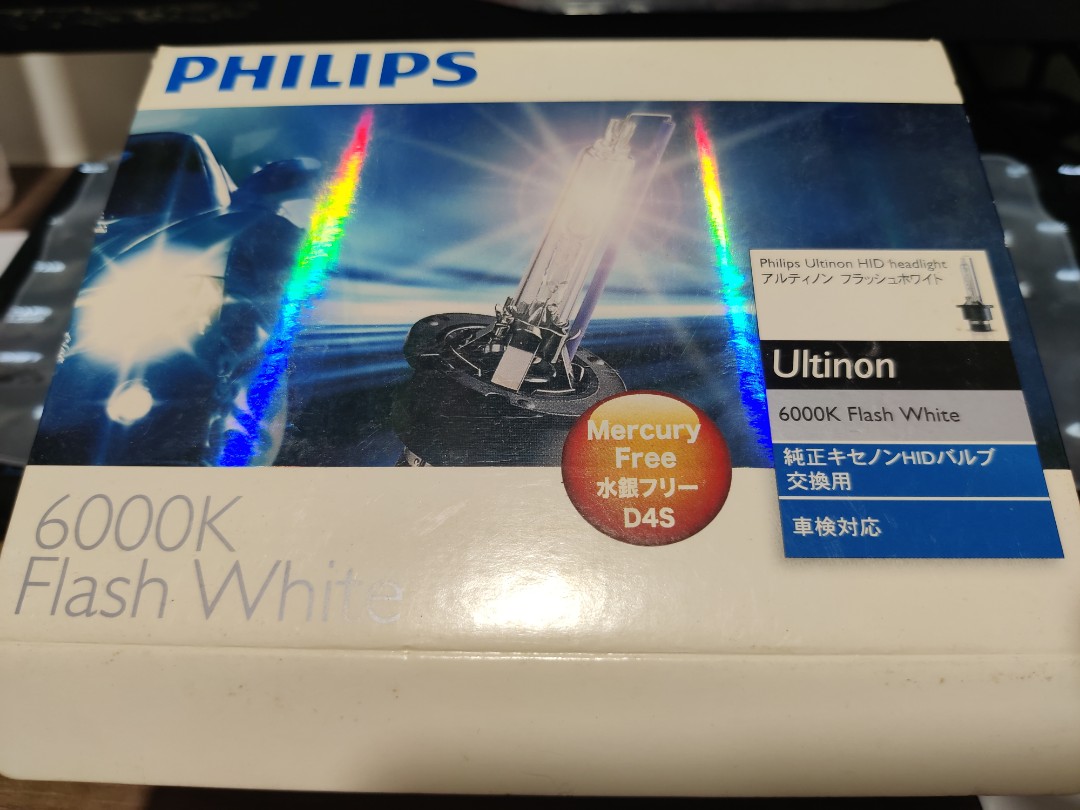 PHILIPS
Philips Ultinon HID headlight
アルティノン フラッシュホワイト
Ultinon
6000K Flash White
純正キセノンHIDバルブ
交換用
車検対応
Mercury
Free
水銀フリー
D4S
6000K
Flash White